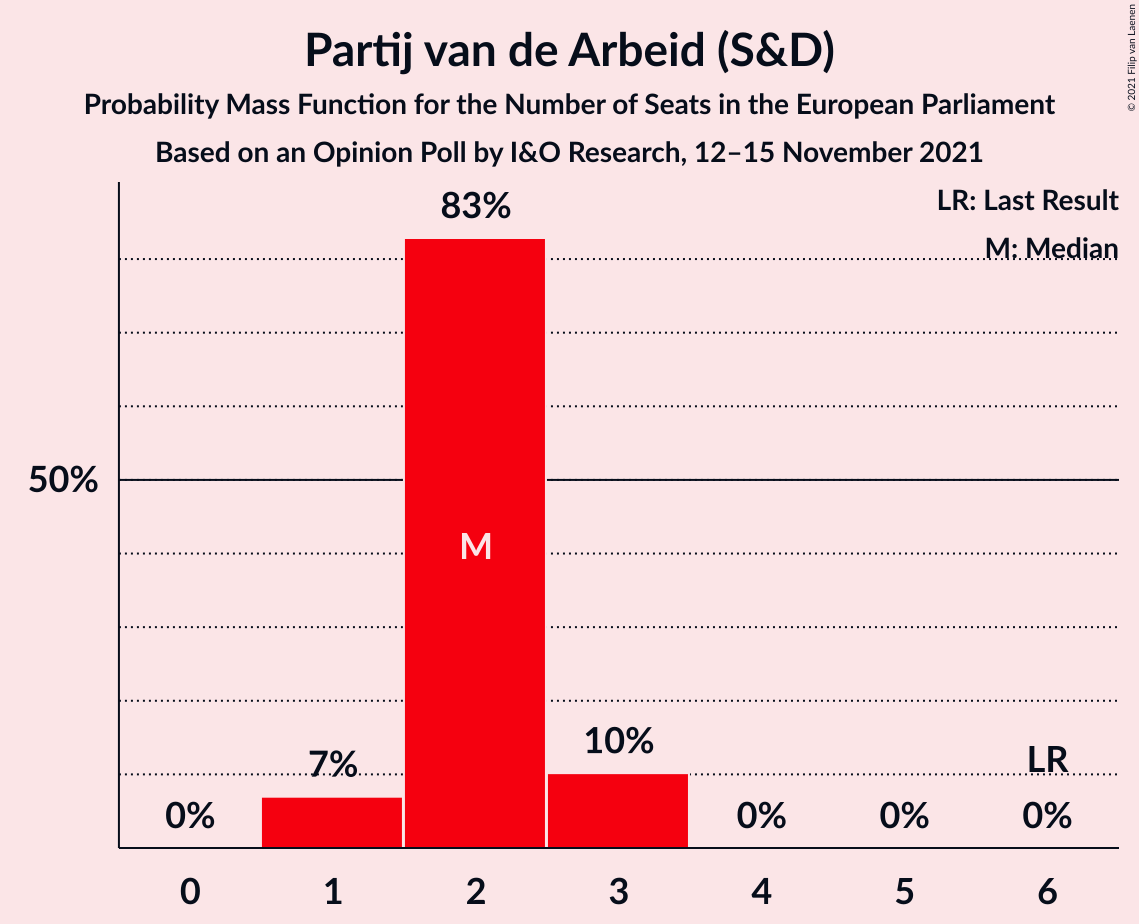 Partij van de Arbeid (S&D)
Probability Mass Function for the Number of Seats in the European Parliament
Based on an Opinion Poll by I&O Research, 12–15 November 2021
© 2021 Filip van Laenen
LR: Last Result
M: Median
83%
50%
M
10%
7%
LR
0%
0%
0%
0%
0 1 2 3 4 5 6